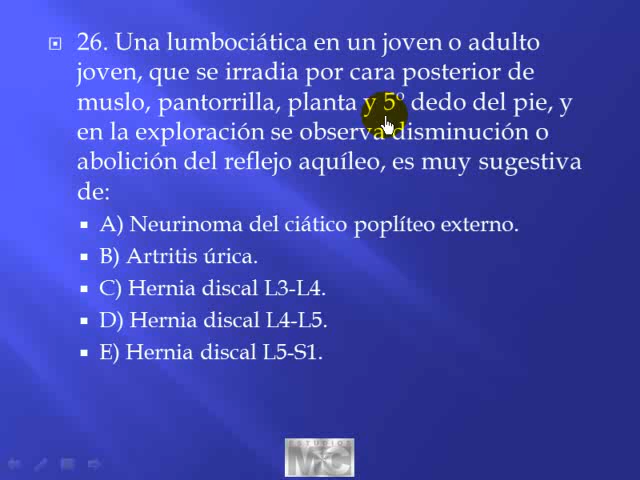 26. Una lumbociática en un joven o adulto
joven, que se irradia por cara posterior de
muslo, pantorrilla, planta y 5º dedo del pie, y
en la exploración se observa disminución o
abolición del reflejo aquíleo, es muy sugestiva
de:
A) Neurinoma del ciático poplíteo externo.
B) Artritis úrica.
C) Hernia discal L3-L4.
D) Hernia discal L4-L5.
E) Hernia discal L5-S1.
ESTUDIOS
MC